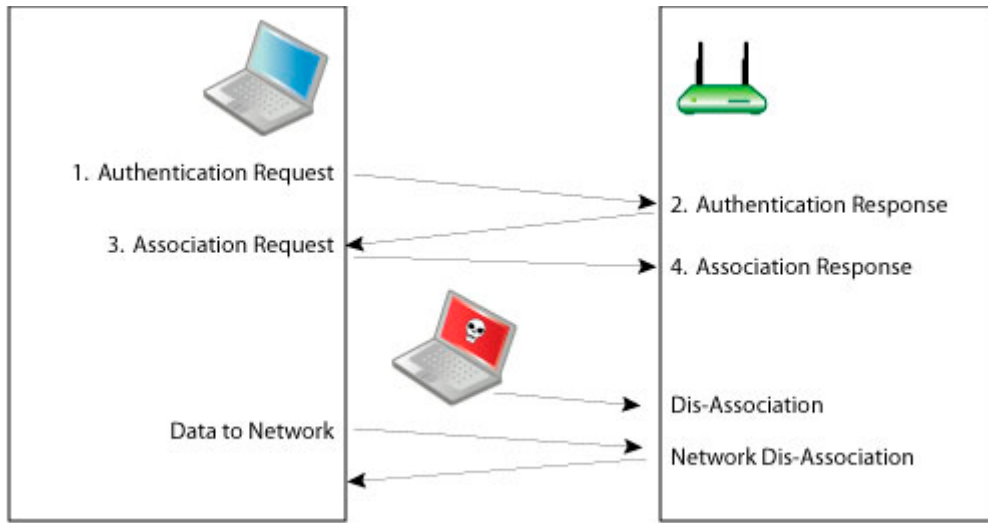 1. Authentication Request
2. Authentication Response
3. Association Request
4. Association Response
Dis-Association
Data to Network
Network Dis-Association